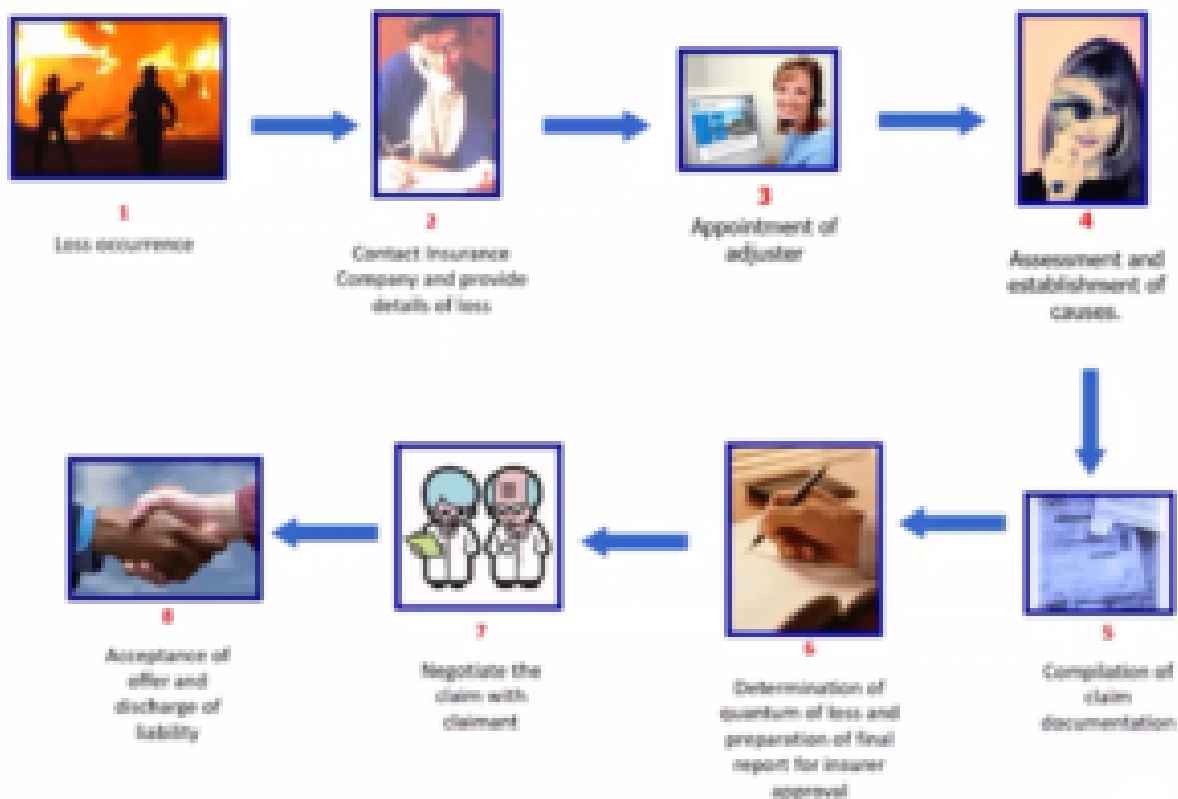 1
Loss occurrence
2
Contact Insurance
Company and provide
details of loss
3
Appointment of
adjuster
4
Assessment and
establishment of
causes.
5
Compilation of
claim
documentation
6
Determination of
quantum of loss and
preparation of final
report for insurer
approval
7
Negotiate the
claim with
claimant
8
Acceptance of
offer and
discharge of
liability